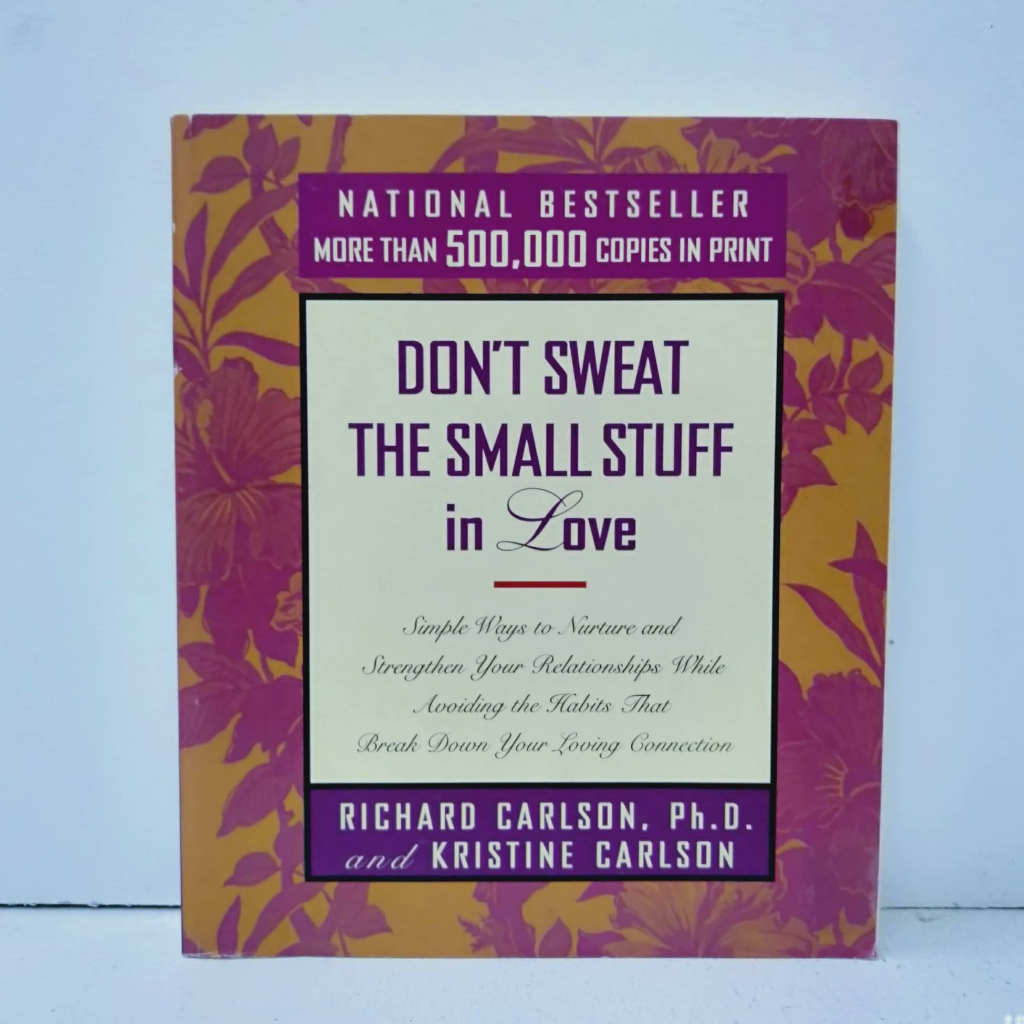 NATIONAL BESTSELLER
MORE THAN 500,000 COPIES IN PRINT
DON'T SWEAT
THE SMALL STUFF
in Love
Simple Ways to Nurture and
Strengthen Your Relationships While
Avoiding the Habits That
Break Down Your Loving Connection
RICHARD CARLSON, Ph.D.
and KRISTINE CARLSON